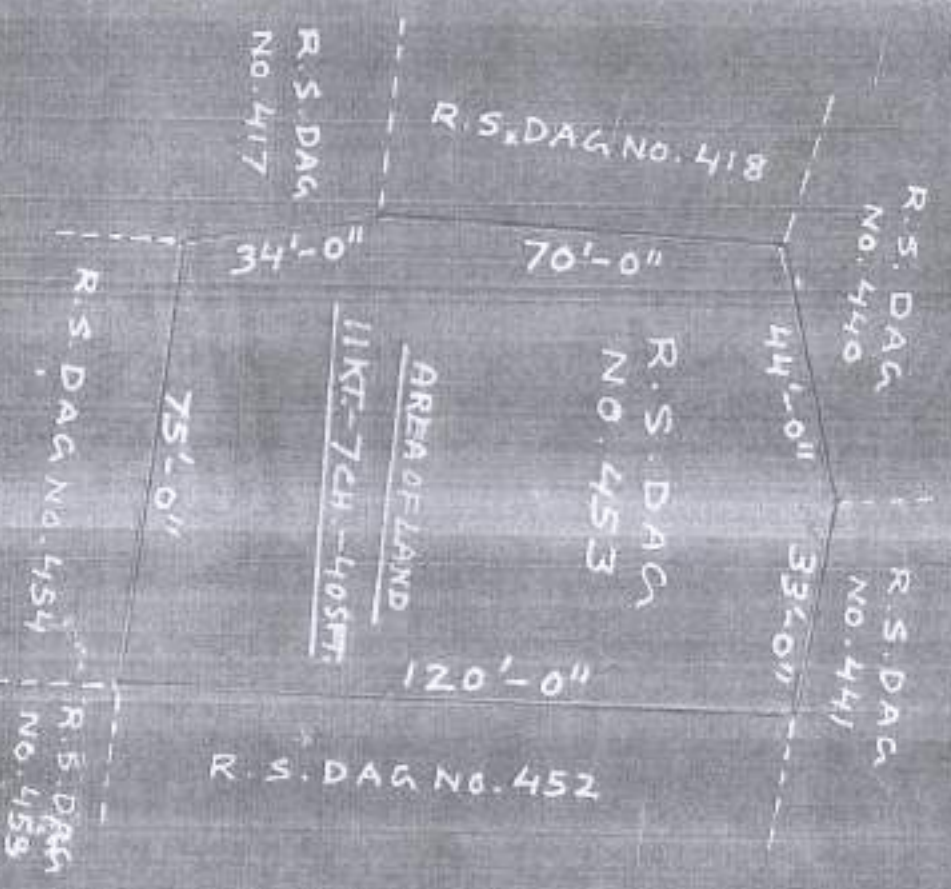 R.S.DAG
NO.417
R.S.DAG NO.418
R.S.DAG
NO.440
34'-0"
70'-0"
44'-0"
R.S.DAG
NO.453
AREA OF LAND
11KT.-7CH.-40SFT.
75'-0"
R.S.DAG NO.454
33'-0"
R.S.DAG
NO.441
120'-0"
R.S.DAG NO.452
R.S DAG
NO.458